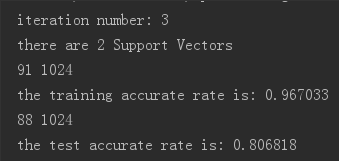 iteration number: 3
there are 2 Support Vectors
91 1024
the training accurate rate is: 0.967033
88 1024
the test accurate rate is: 0.806818